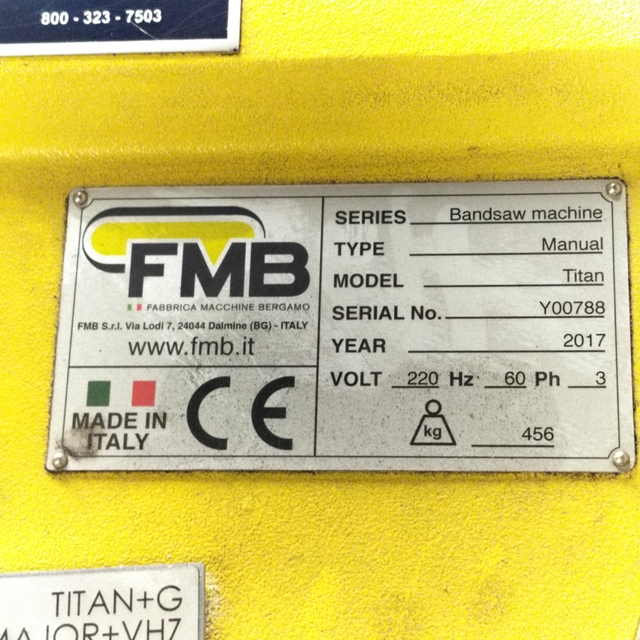 800 - 323 - 7503
FMB
FABBRICA MACCHINE BERGAMO
FMB S.r.l. Via Lodi 7, 24044 Dalmine (BG) - ITALY
www.fmb.it
MADE IN
ITALY
CE
SERIES Bandsaw machine
TYPE Manual
MODEL Titan
SERIAL No. Y00788
YEAR 2017
VOLT 220 Hz 60 Ph 3
kg 456
TITAN+G
MAJOR+VHZ